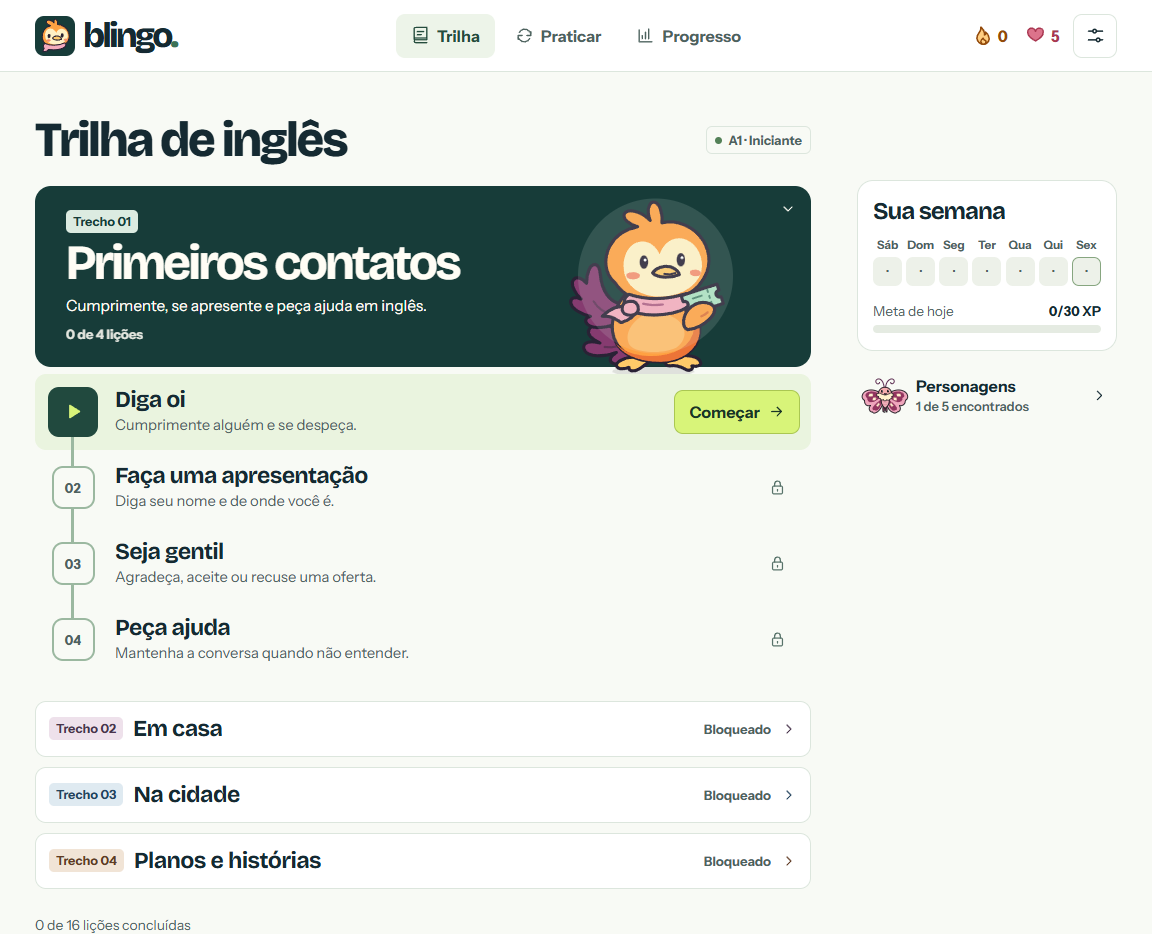 blingo.
Trilha
Praticar
Progresso
0
5
Trilha de inglês
A1·Iniciante
Trecho 01
Primeiros contatos
Cumprimente, se apresente e peça ajuda em inglês.
0 de 4 lições
Diga oi
Cumprimente alguém e se despeça.
Começar →
02
Faça uma apresentação
Diga seu nome e de onde você é.
03
Seja gentil
Agradeça, aceite ou recuse uma oferta.
04
Peça ajuda
Mantenha a conversa quando não entender.
Trecho 02 Em casa Bloqueado
Trecho 03 Na cidade Bloqueado
Trecho 04 Planos e histórias Bloqueado
0 de 16 lições concluídas
Sua semana
Sáb Dom Seg Ter Qua Qui Sex
· · · · · · ·
Meta de hoje 0/30 XP
Personagens
1 de 5 encontrados